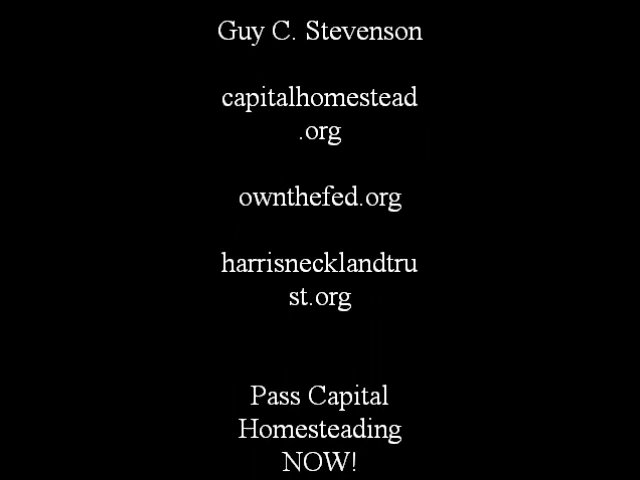 Guy C. Stevenson
capitalhomestead
.org
ownthefed.org
harrisnecklandtru
st.org
Pass Capital
Homesteading
NOW!